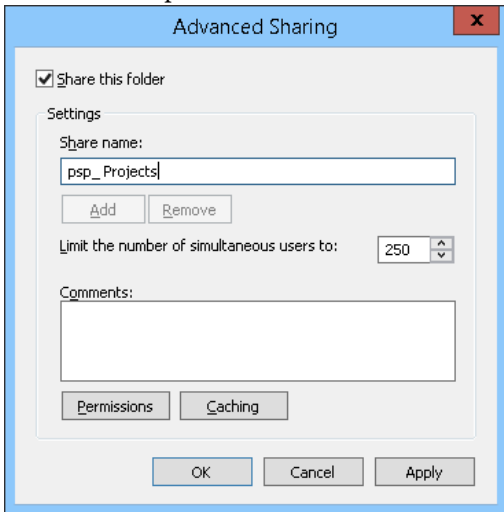 Advanced Sharing
x
Share this folder
Settings
Share name:
psp_ Projects
Add Remove
Limit the number of simultaneous users to: 250
Comments:
Permissions Caching
OK Cancel Apply